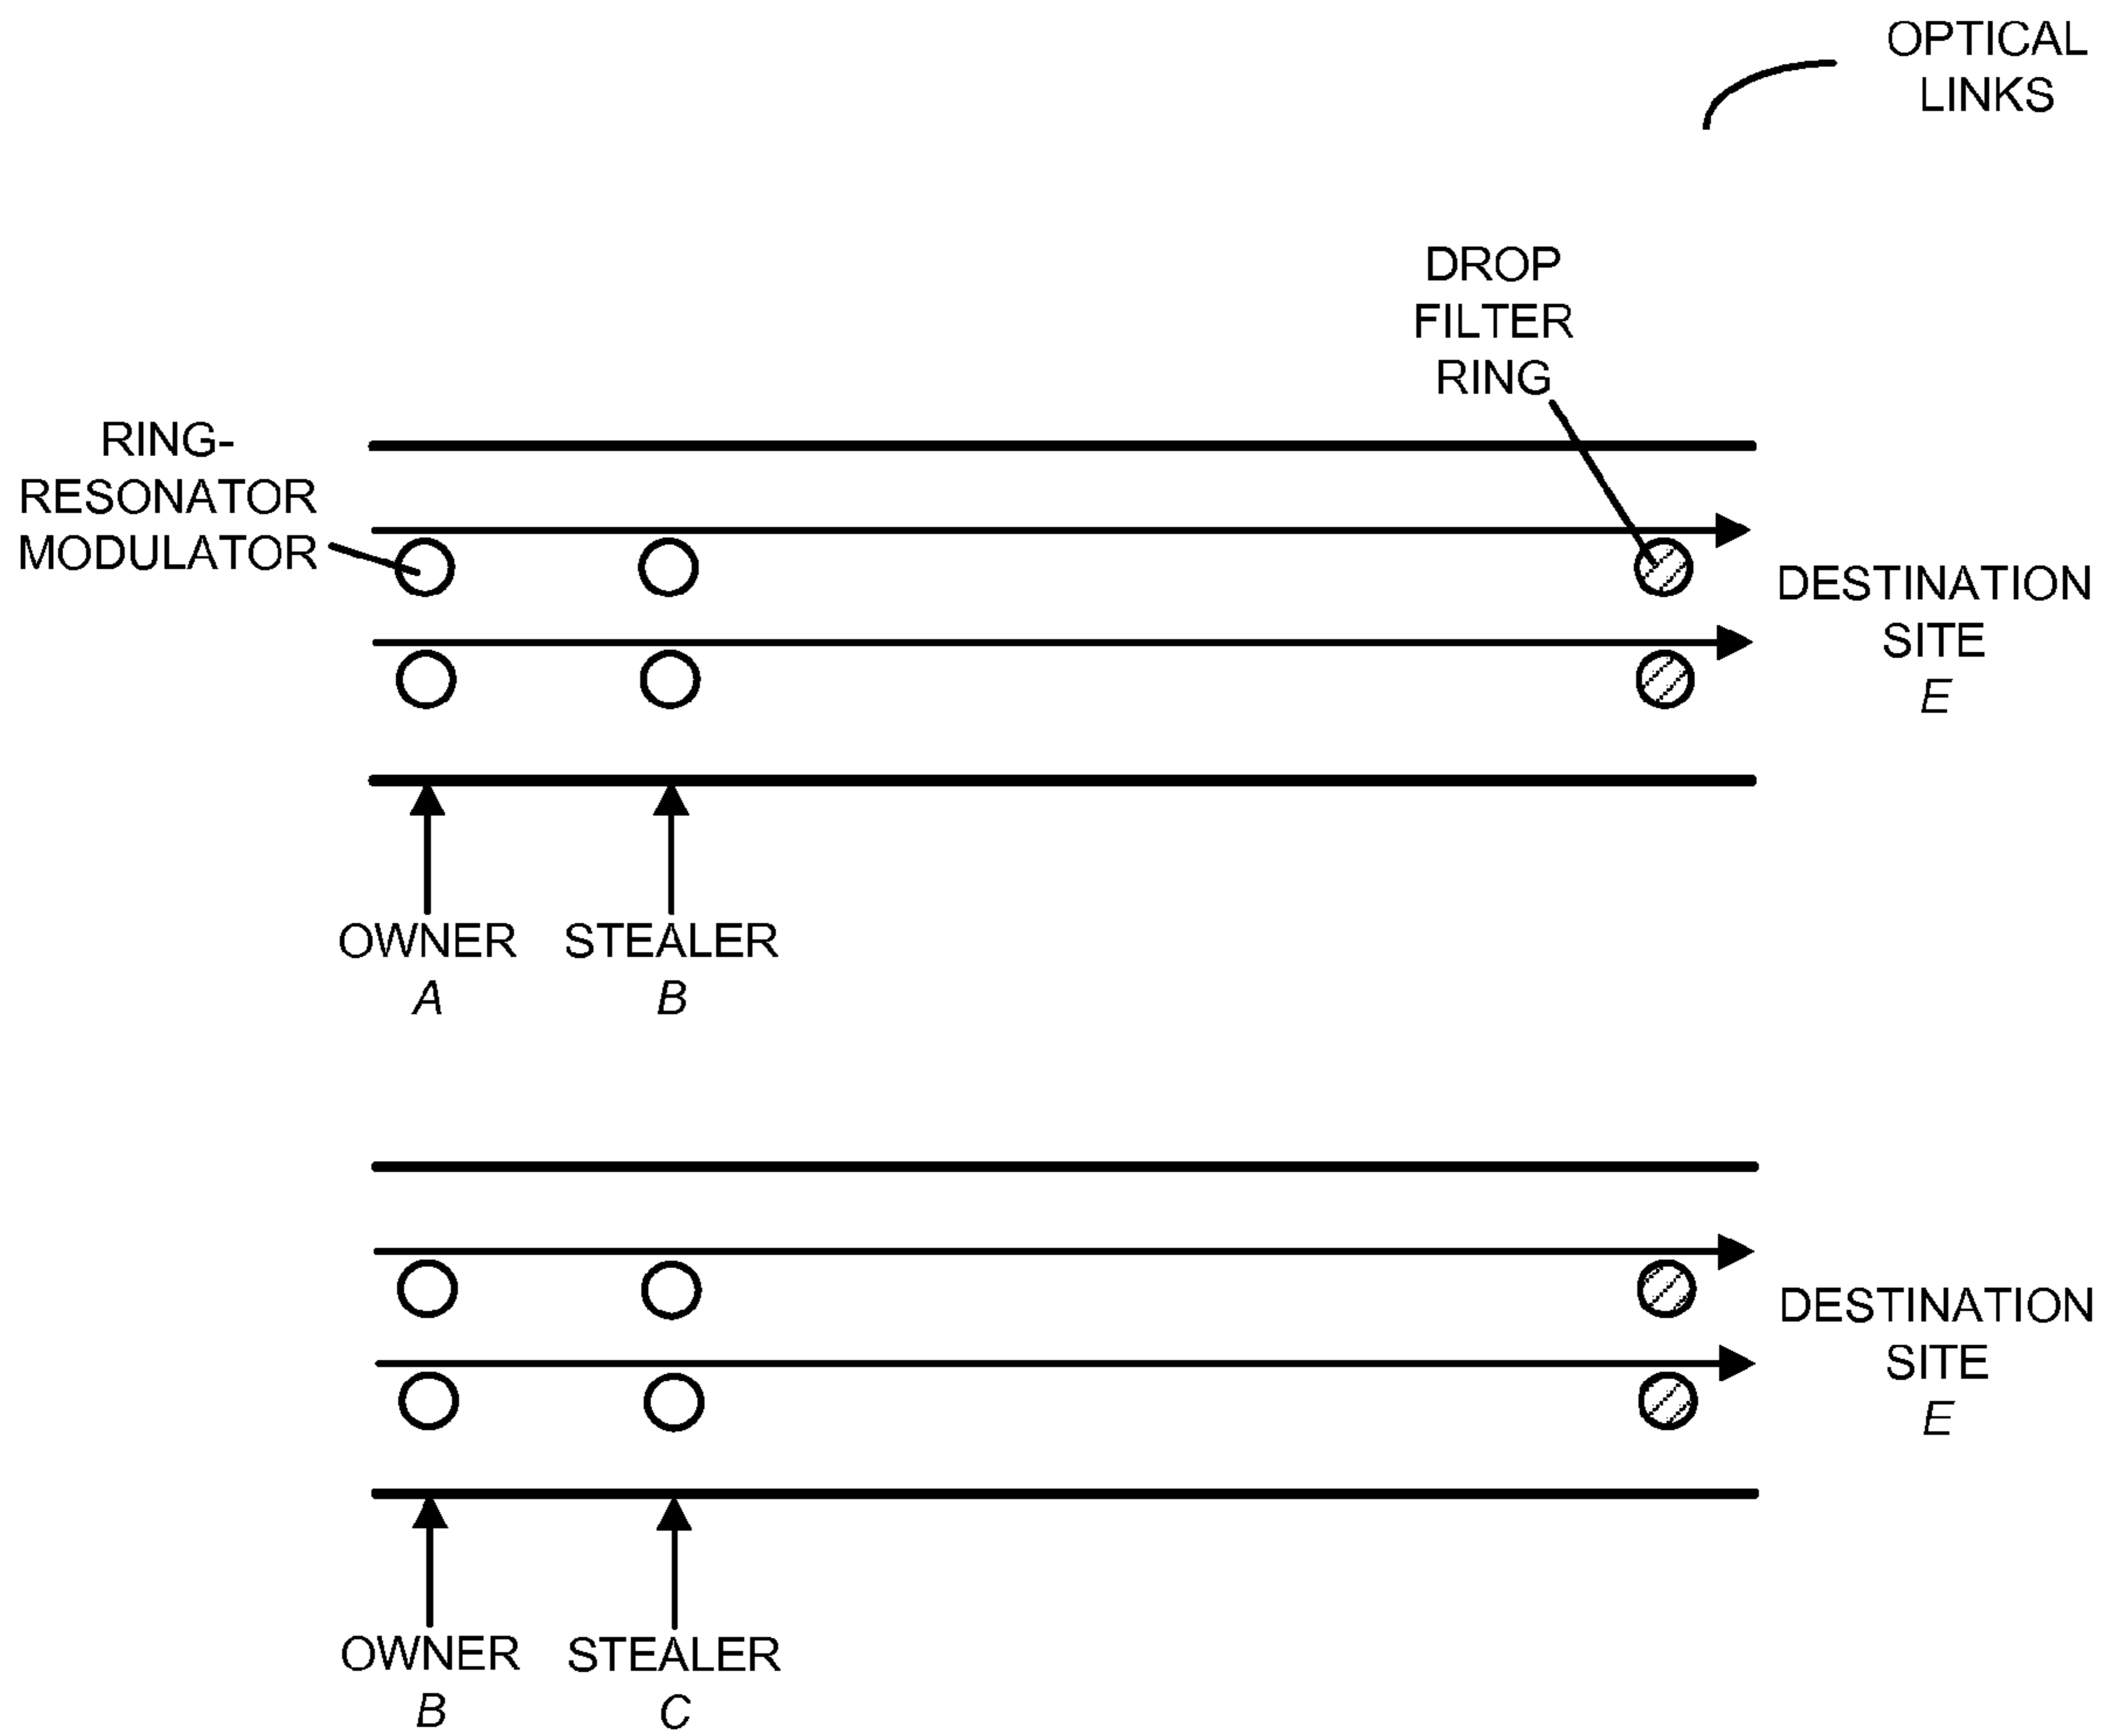 OPTICAL
LINKS
DROP
FILTER
RING
RING-
RESONATOR
MODULATOR
DESTINATION
SITE
E
OWNER
A
STEALER
B
DESTINATION
SITE
E
OWNER
B
STEALER
C